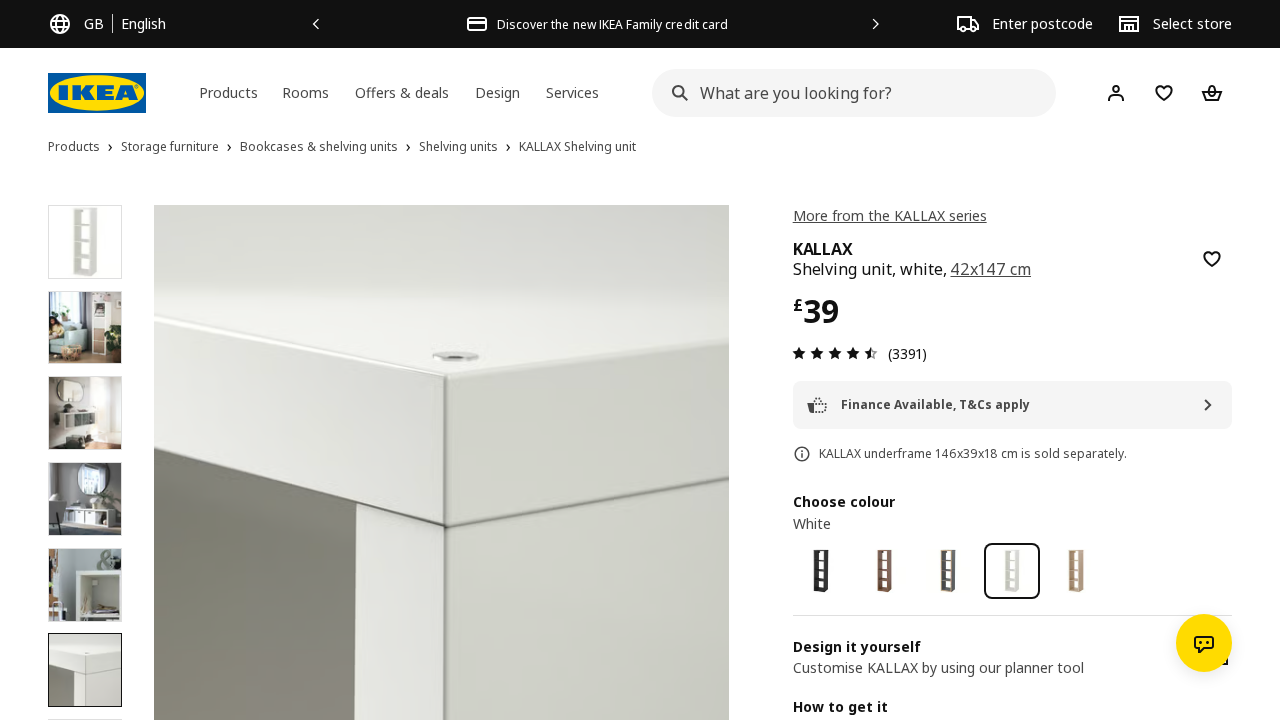 GB English
Discover the new IKEA Family credit card
Enter postcode
Select store
IKEA
Products Rooms Offers & deals Design Services
What are you looking for?
Products › Storage furniture › Bookcases & shelving units › Shelving units › KALLAX Shelving unit
More from the KALLAX series
KALLAX
Shelving unit, white, 42x147 cm
£39
(3391)
Finance Available, T&Cs apply
KALLAX underframe 146x39x18 cm is sold separately.
Choose colour
White
Design it yourself
Customise KALLAX by using our planner tool
How to get it